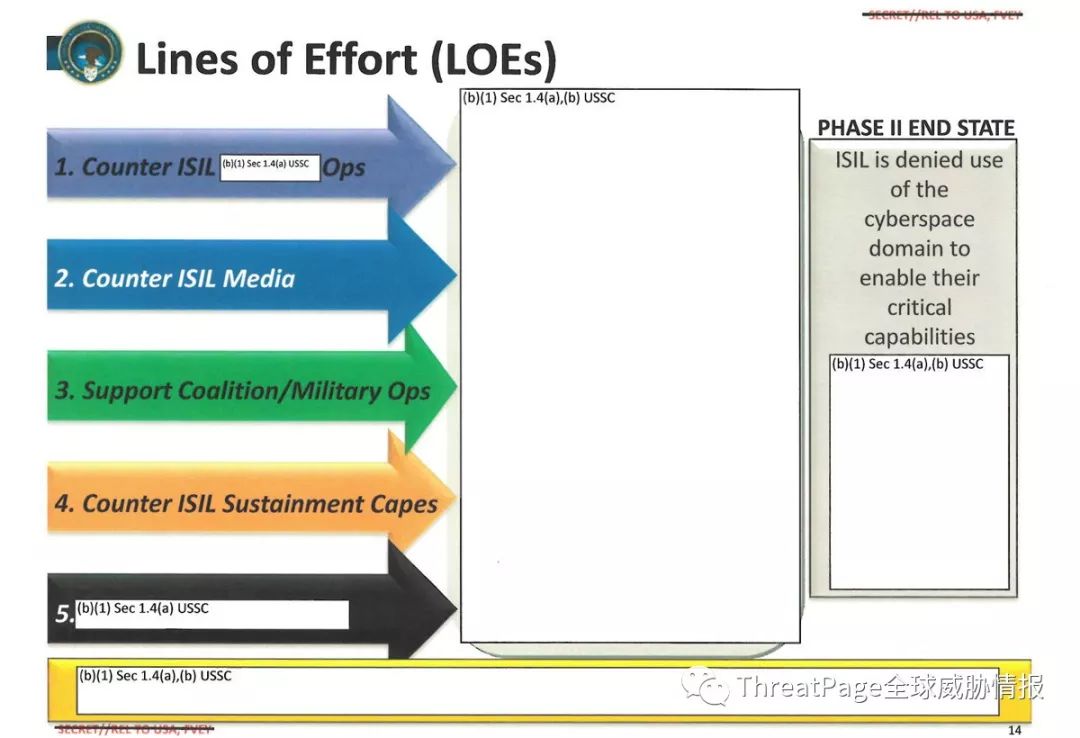 SECRET//REL TO USA, FVEY
Lines of Effort (LOEs)
1. Counter ISIL (b)(1) Sec 1.4(a) USSC Ops
2. Counter ISIL Media
3. Support Coalition/Military Ops
4. Counter ISIL Sustainment Capes
5. (b)(1) Sec 1.4(a) USSC
(b)(1) Sec 1.4(a),(b) USSC
PHASE II END STATE
ISIL is denied use
of the
cyberspace
domain to
enable their
critical
capabilities
(b)(1) Sec 1.4(a),(b) USSC
(b)(1) Sec 1.4(a),(b) USSC
ThreatPage全球威胁情报
SECRET//REL TO USA, FVEY
14